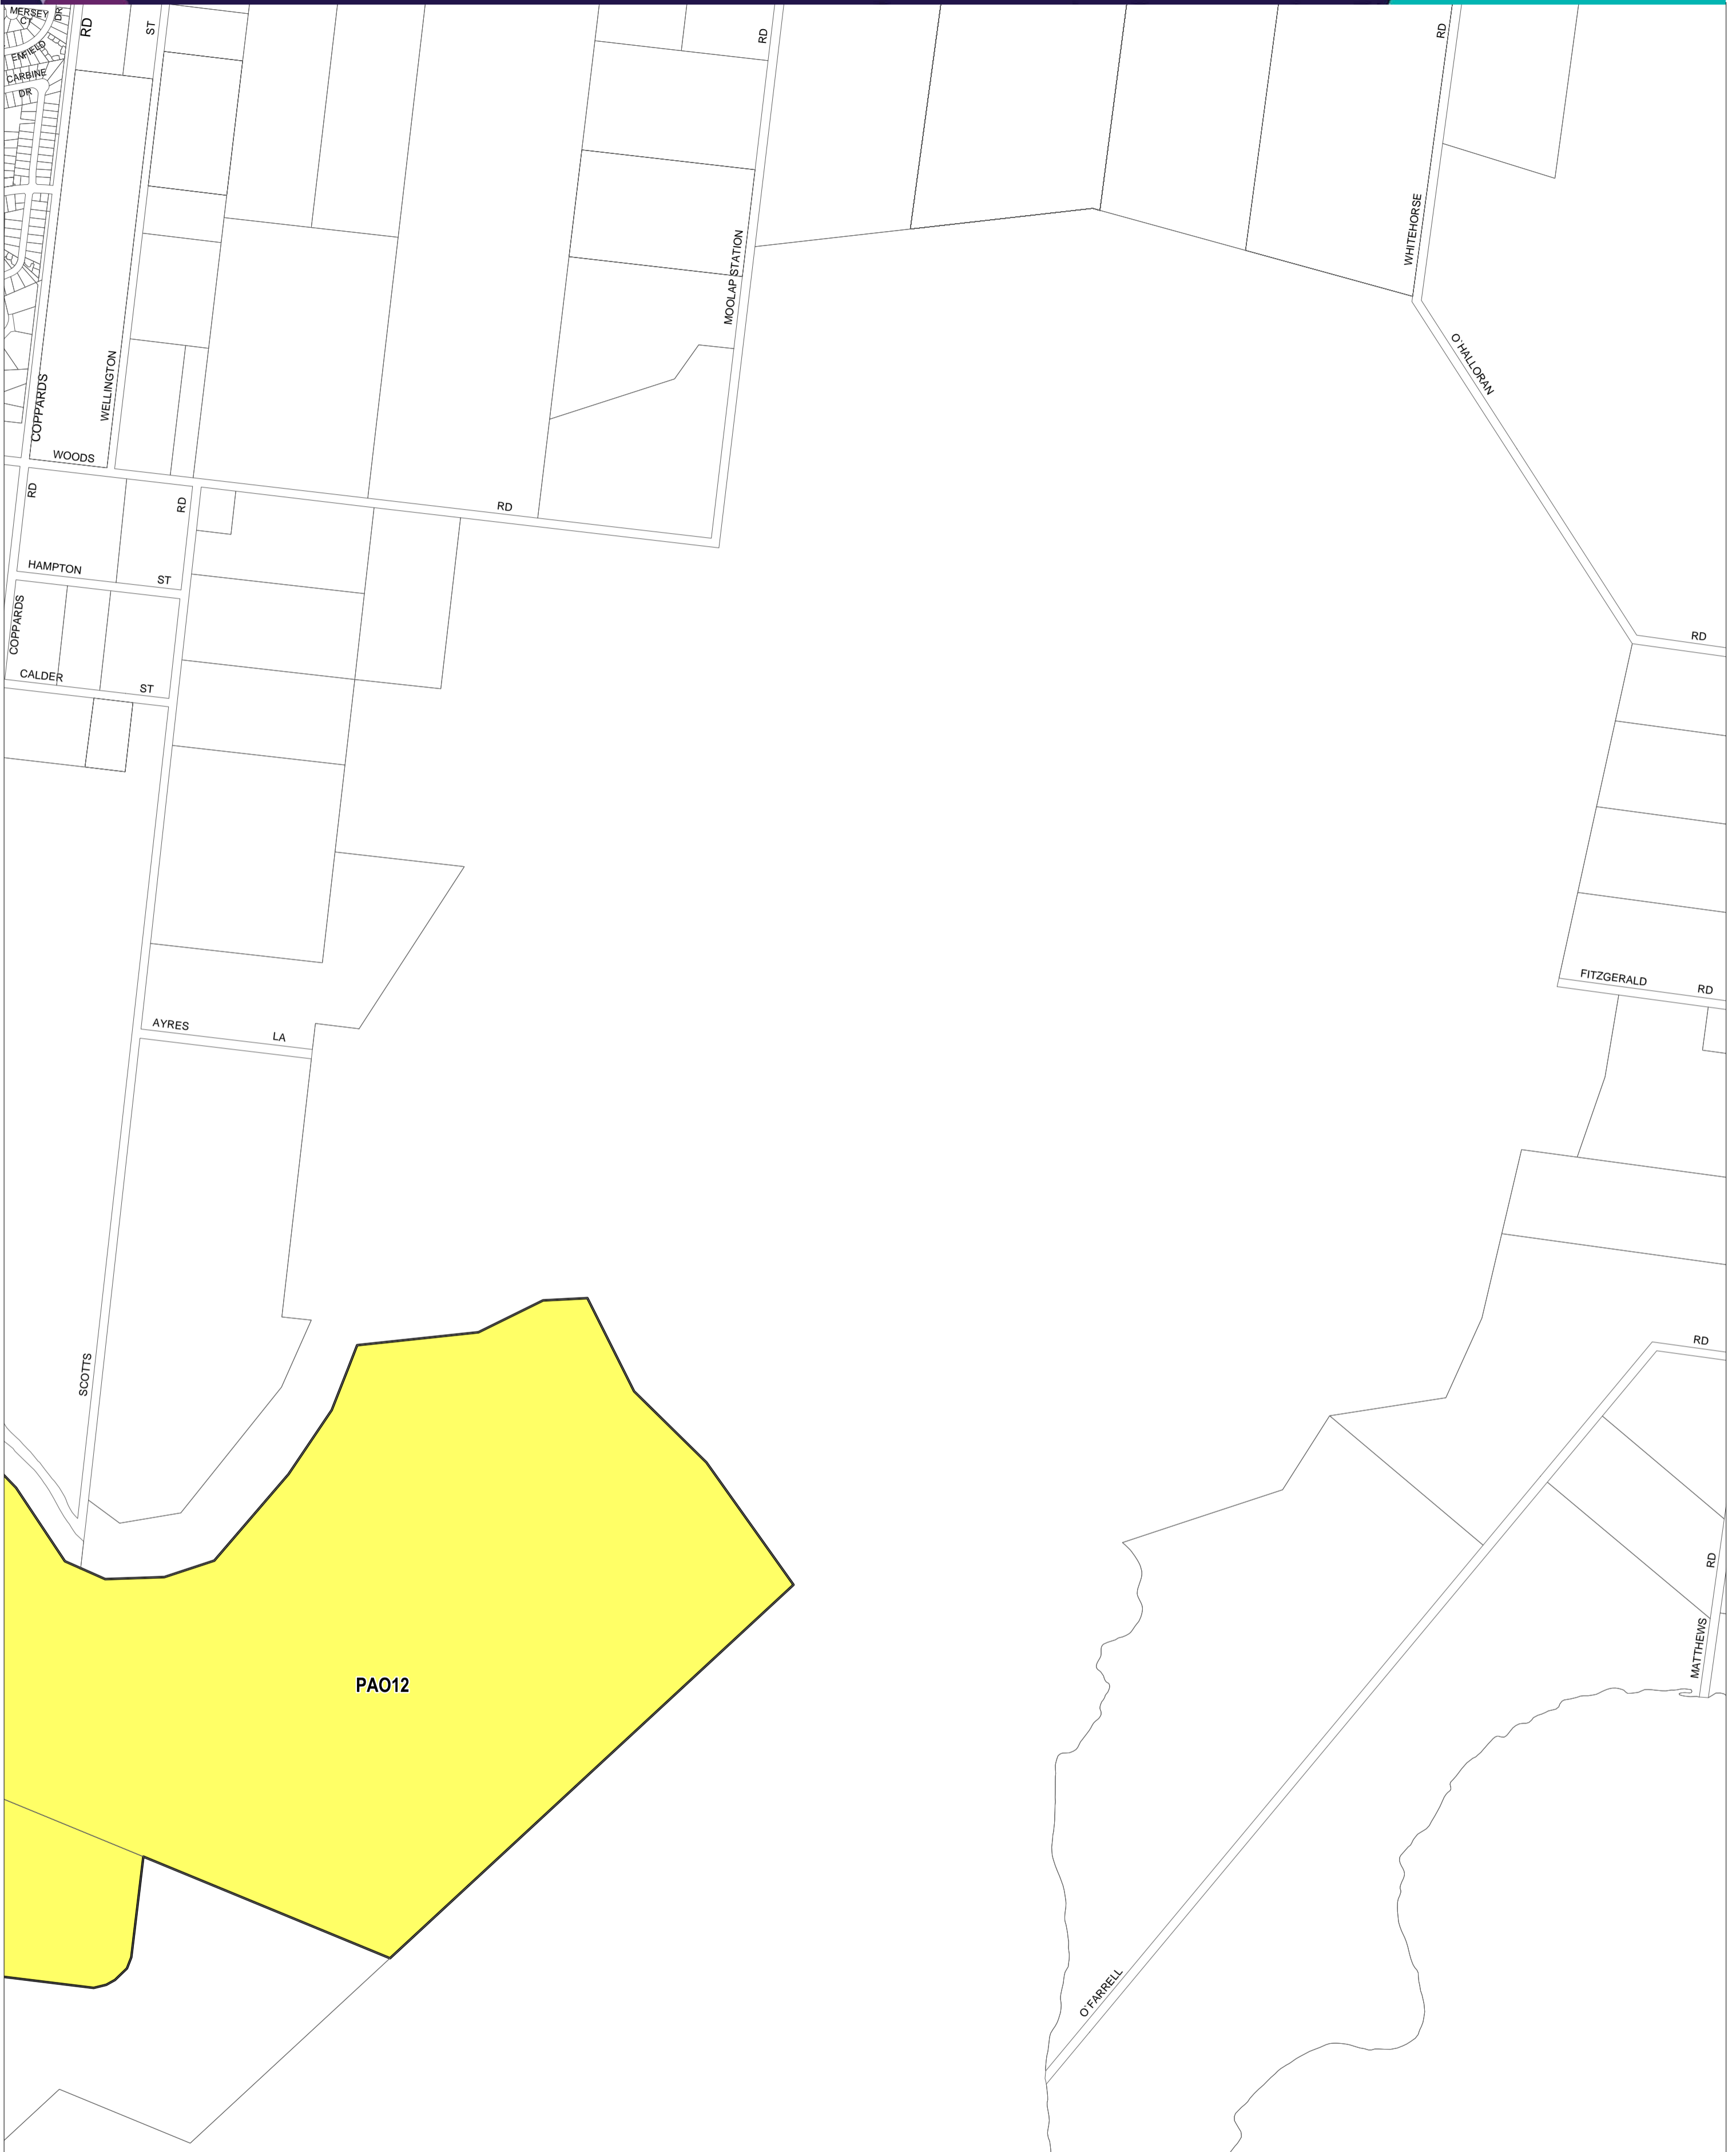 MERSEY
CT
DR
RD
ST
RD
RD
ENFIELD
CARBINE
DR
WHITEHORSE
MOOLAP STATION
O'HALLORAN
WELLINGTON
COPPARDS
WOODS
RD
RD
RD
HAMPTON
ST
COPPARDS
RD
CALDER
ST
FITZGERALD
RD
AYRES
LA
RD
SCOTTS
RD
MATTHEWS
PAO12
O'FARRELL